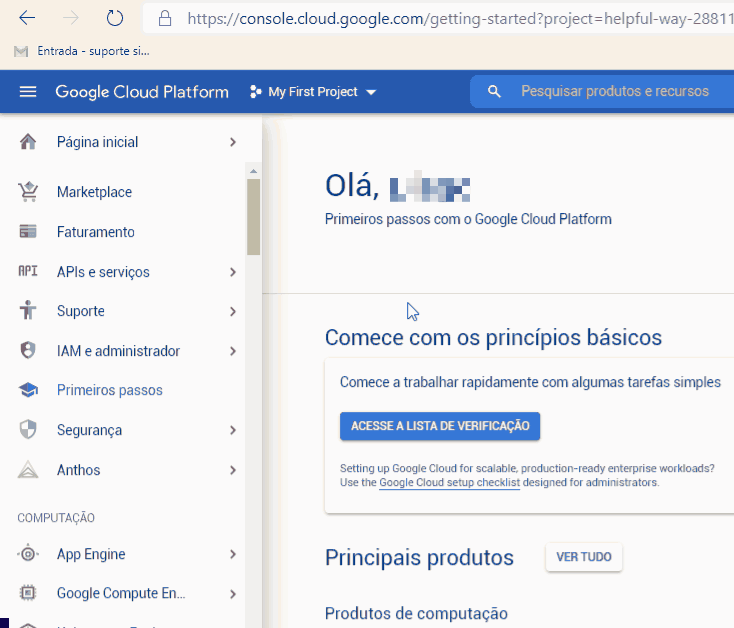 https://console.cloud.google.com/getting-started?project=helpful-way-28811
Entrada - suporte si...
Google Cloud Platform
My First Project
Pesquisar produtos e recursos
Página inicial
Marketplace
Faturamento
APIs e serviços
Suporte
IAM e administrador
Primeiros passos
Segurança
Anthos
COMPUTAÇÃO
App Engine
Google Compute En...
Olá,
Primeiros passos com o Google Cloud Platform
Comece com os princípios básicos
Comece a trabalhar rapidamente com algumas tarefas simples
ACESSE A LISTA DE VERIFICAÇÃO
Setting up Google Cloud for scalable, production-ready enterprise workloads?
Use the Google Cloud setup checklist designed for administrators.
Principais produtos
VER TUDO
Produtos de computação